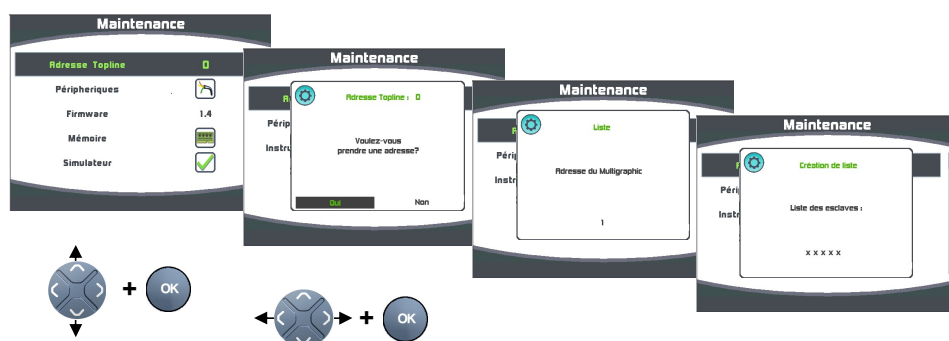 Maintenance
Adresse Topline 0
Péripheriques
Firmware 1.4
Mémoire
Simulateur
OK
Maintenance
Adresse Topline : 0
Périp
Voulez-vous
prendre une adresse?
Instru
Oui Non
OK
Maintenance
Liste
Périp
Adresse du Multigraphic
Instr
1
Maintenance
Création de liste
Péri
Liste des esclaves :
Instr
x x x x x